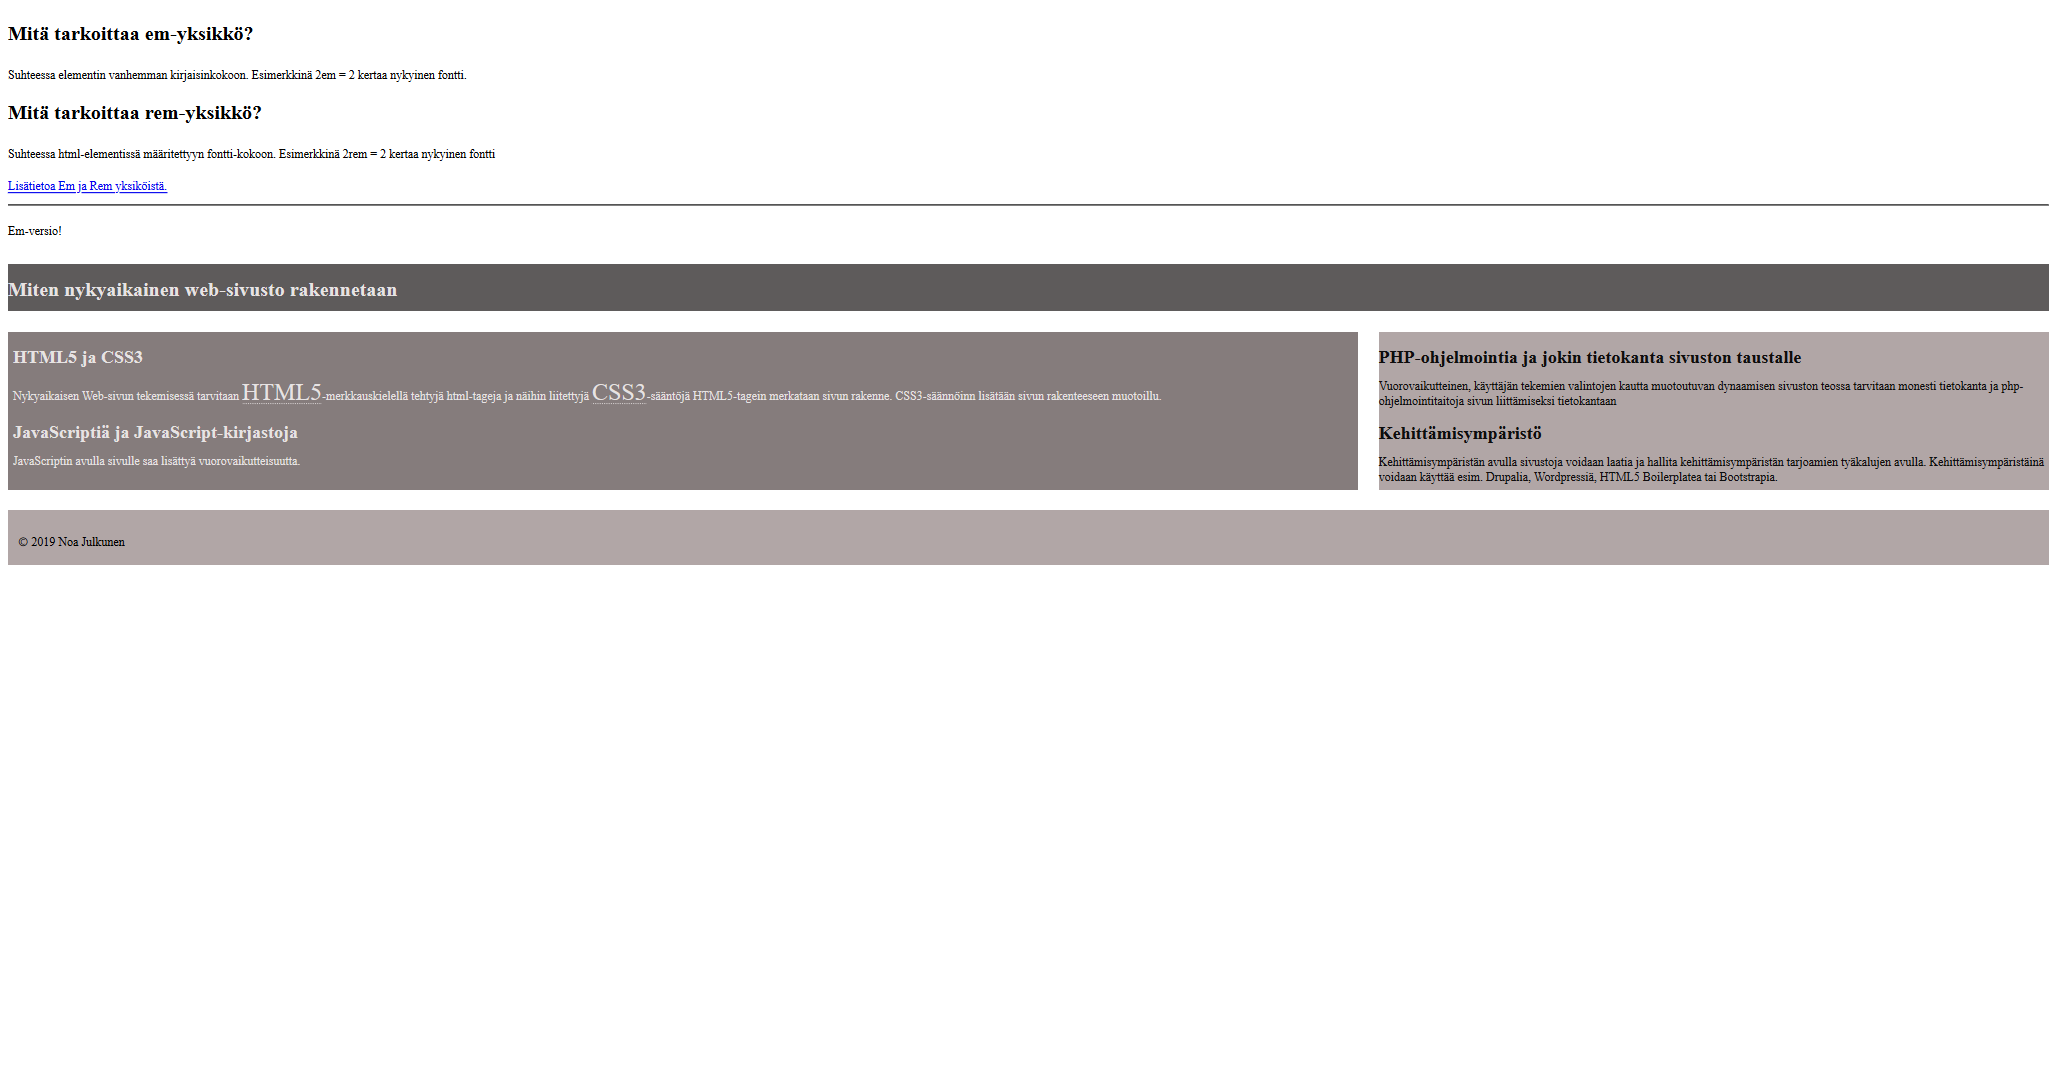 Mitä tarkoittaa em-yksikkö?
Suhteessa elementin vanhemman kirjaisinkokoon. Esimerkkinä 2em = 2 kertaa nykyinen fontti.
Mitä tarkoittaa rem-yksikkö?
Suhteessa html-elementissä määritettyyn fontti-kokoon. Esimerkkinä 2rem = 2 kertaa nykyinen fontti
Lisätietoa Em ja Rem yksiköistä.
Em-versio!
Miten nykyaikainen web-sivusto rakennetaan
HTML5 ja CSS3
Nykyaikaisen Web-sivun tekemisessä tarvitaan HTML5-merkkauskielellä tehtyjä html-tageja ja näihin liitettyjä CSS3-sääntöjä HTML5-tagein merkataan sivun rakenne. CSS3-säännöinn lisätään sivun rakenteeseen muotoillu.
JavaScriptiä ja JavaScript-kirjastoja
JavaScriptin avulla sivulle saa lisättyä vuorovaikutteisuutta.
PHP-ohjelmointia ja jokin tietokanta sivuston taustalle
Vuorovaikutteinen, käyttäjän tekemien valintojen kautta muotoutuvan dynaamisen sivuston teossa tarvitaan monesti tietokanta ja php-
ohjelmointitaitoja sivun liittämiseksi tietokantaan
Kehittämisympäristö
Kehittämisympäristän avulla sivustoja voidaan laatia ja hallita kehittämisympäristän tarjoamien työkalujen avulla. Kehittämisympäristäinä
voidaan käyttää esim. Drupalia, Wordpressiä, HTML5 Boilerplatea tai Bootstrapia.
© 2019 Noa Julkunen